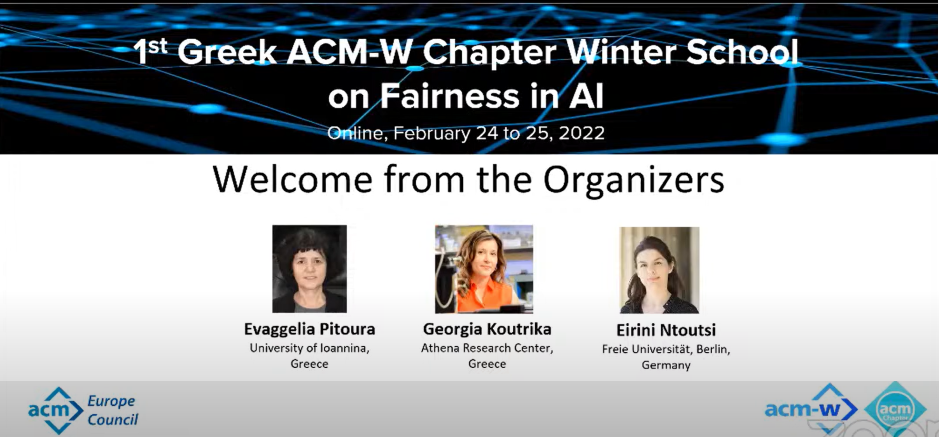 1st Greek ACM-W Chapter Winter School
on Fairness in AI
Online, February 24 to 25, 2022
Welcome from the Organizers
Evaggelia Pitoura
University of Ioannina,
Greece
Georgia Koutrika
Athena Research Center,
Greece
Eirini Ntoutsi
Freie Universität, Berlin,
Germany
acm
Europe
Council
acm-w
acm
Chapter